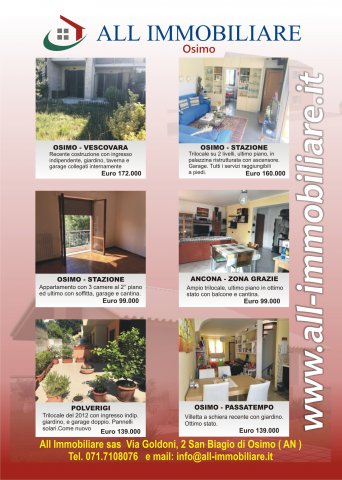 ALL IMMOBILIARE
Osimo
OSIMO - VESCOVARA
Recente costruzione con ingresso
indipendente, giardino, taverna e
garage collegati internamente
Euro 172.000
OSIMO - STAZIONE
Trilocale su 2 livelli, ultimo piano, in
palazzina ristrutturata con ascensore.
Garage. Tutti i servizi raggiungibili
a piedi.
Euro 160.000
OSIMO - STAZIONE
Appartamento con 3 camere al 2° piano
ed ultimo con soffitta, garage e cantina.
Euro 99.000
ANCONA - ZONA GRAZIE
Ampio trilocale, ultimo piano in ottimo
stato con balcone e cantina.
Euro 99.000
POLVERIGI
Trilocale del 2012 con ingresso indip.
giardino, e garage doppio. Pannelli
solari.Come nuovo
Euro 139.000
OSIMO - PASSATEMPO
Villetta a schiera recente con giardino.
Ottimo stato.
Euro 139.000
www.all-immobiliare.it
All Immobiliare sas Via Goldoni, 2 San Biagio di Osimo ( AN )
Tel. 071.7108076 e mail: info@all-immobiliare.it